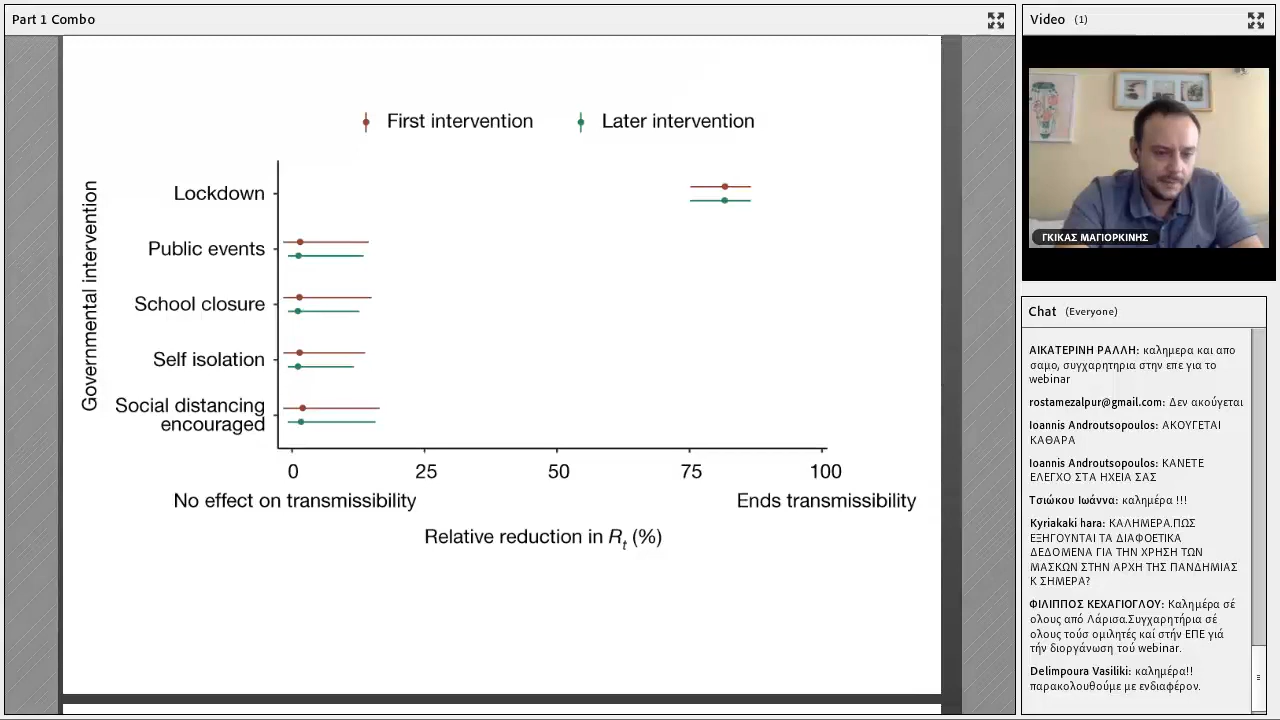 Part 1 Combo
First intervention
Later intervention
Governmental intervention
Lockdown
Public events
School closure
Self isolation
Social distancing
encouraged
0 25 50 75 100
No effect on transmissibility
Ends transmissibility
Relative reduction in Rt (%)
Video (1)
ΓΚΙΚΑΣ ΜΑΓΙΟΡΚΙΝΗΣ
Chat (Everyone)
ΑΙΚΑΤΕΡΙΝΗ ΡΑΛΛΗ: καλημερα και απο
σαμο, συγχαρητηρια στην επε για το
webinar
rostamezalpur@gmail.com: Δεν ακούγεται
Ioannis Androutsopoulos: ΑΚΟΥΓΕΤΑΙ
ΚΑΘΑΡΑ
Ioannis Androutsopoulos: ΚΑΝΕΤΕ
ΕΛΕΓΧΟ ΣΤΑ ΗΧΕΙΑ ΣΑΣ
Τσιώκου Ιωάννα: καλημέρα !!!
Kyriakaki hara: ΚΑΛΗΜΕΡΑ.ΠΩΣ
ΕΞΗΓΟΥΝΤΑΙ ΤΑ ΔΙΑΦΟΕΤΙΚΑ
ΔΕΔΟΜΕΝΑ ΓΙΑ ΤΗΝ ΧΡΗΣΗ ΤΩΝ
ΜΑΣΚΩΝ ΣΤΗΝ ΑΡΧΗ ΤΗΣ ΠΑΝΔΗΜΙΑΣ
Κ ΣΗΜΕΡΑ?
ΦΙΛΙΠΠΟΣ ΚΕΧΑΓΙΟΓΛΟΥ: Καλημέρα σέ
ολους από Λάρισα.Συγχαρητήρια σέ
ολους τούσ ομιλητές καί στήν ΕΠΕ γιά
τήν διοργάνωση τού webinar.
Delimpoura Vasiliki: καλημέρα!!
παρακολουθούμε με ενδιαφέρον.